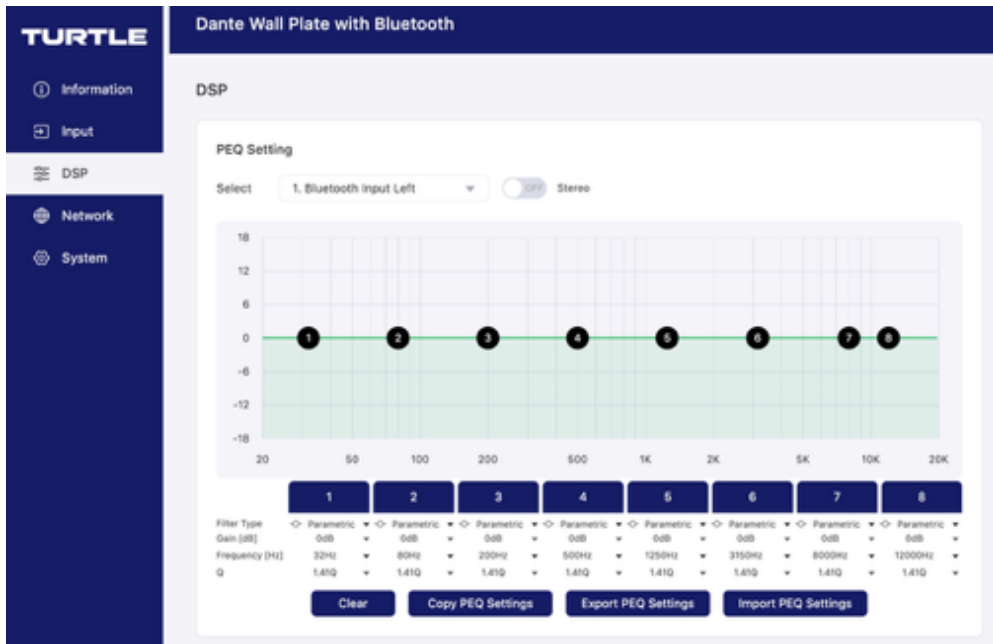 TURTLE
Dante Wall Plate with Bluetooth
Information
Input
DSP
Network
System
DSP
PEQ Setting
Select 1. Bluetooth Input Left OFF Stereo
18
12
6
0
-6
-12
-18
1 2 3 4 5 6 7 8
20 50 100 200 500 1K 2K 5K 10K 20K
1 2 3 4 5 6 7 8
Filter Type Parametric Parametric Parametric Parametric Parametric Parametric Parametric Parametric
Gain [dB] 0dB 0dB 0dB 0dB 0dB 0dB 0dB 0dB
Frequency [Hz] 32Hz 80Hz 200Hz 500Hz 1250Hz 3150Hz 8000Hz 12000Hz
Q 1.41Q 1.41Q 1.41Q 1.41Q 1.41Q 1.41Q 1.41Q 1.41Q
Clear Copy PEQ Settings Export PEQ Settings Import PEQ Settings